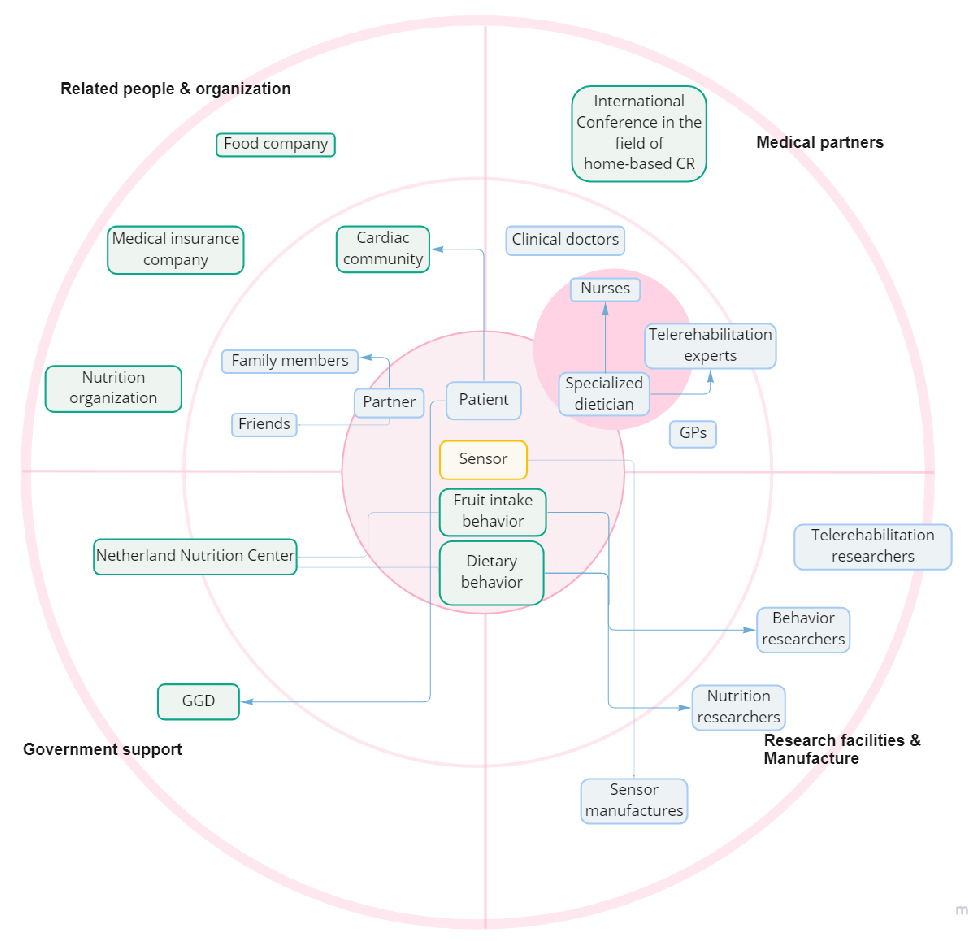 Related people & organization
Food company
International
Conference in the
field of
home-based CR
Medical partners
Medical insurance
company
Cardiac
community
Clinical doctors
Nurses
Telerehabilitation
experts
Family members
Nutrition
organization
Partner
Patient
Specialized
dietician
Friends
GPs
Sensor
Fruit intake
behavior
Netherland Nutrition Center
Dietary
behavior
Telerehabilitation
researchers
Behavior
researchers
GGD
Nutrition
researchers
Government support
Research facilities &
Manufacture
Sensor
manufactures
m